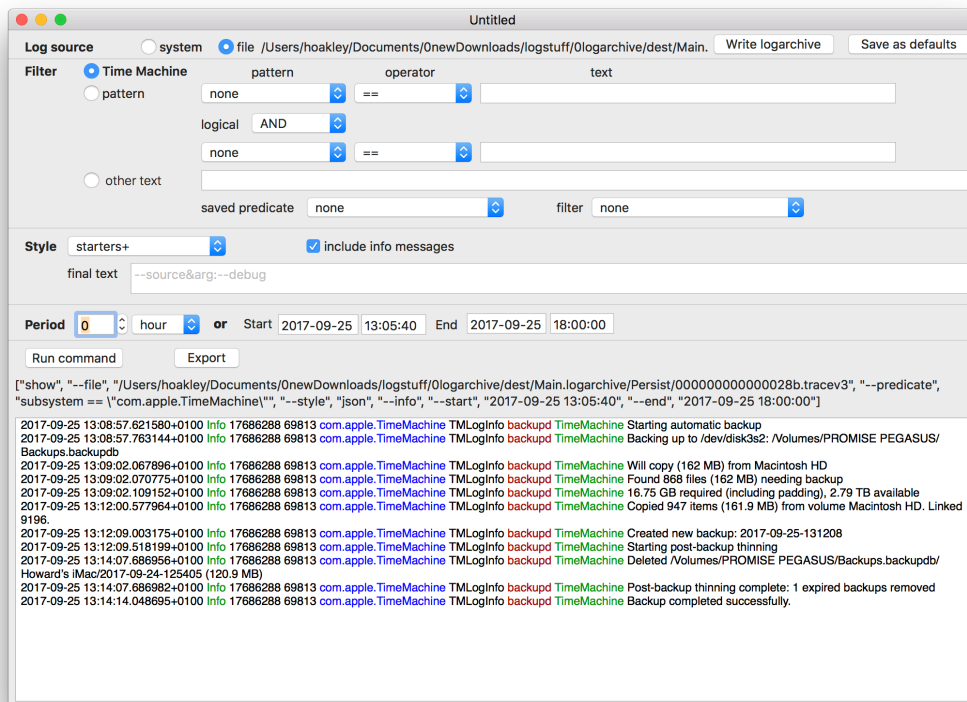 Untitled
Log source system file /Users/hoakley/Documents/0newDownloads/logstuff/0logarchive/dest/Main. Write logarchive Save as defaults
Filter Time Machine pattern operator text
pattern none ==
logical AND
none ==
other text
saved predicate none filter none
Style starters+ include info messages
final text --source&arg:--debug
Period 0 hour or Start 2017-09-25 13:05:40 End 2017-09-25 18:00:00
Run command Export
["show", "--file", "/Users/hoakley/Documents/0newDownloads/logstuff/0logarchive/dest/Main.logarchive/Persist/000000000000028b.tracev3", "--predicate",
"subsystem == \"com.apple.TimeMachine\"", "--style", "json", "--info", "--start", "2017-09-25 13:05:40", "--end", "2017-09-25 18:00:00"]
2017-09-25 13:08:57.621580+0100 Info 17686288 69813 com.apple.TimeMachine TMLogInfo backupd TimeMachine Starting automatic backup
2017-09-25 13:08:57.763144+0100 Info 17686288 69813 com.apple.TimeMachine TMLogInfo backupd TimeMachine Backing up to /dev/disk3s2: /Volumes/PROMISE PEGASUS/
Backups.backupdb
2017-09-25 13:09:02.067896+0100 Info 17686288 69813 com.apple.TimeMachine TMLogInfo backupd TimeMachine Will copy (162 MB) from Macintosh HD
2017-09-25 13:09:02.070775+0100 Info 17686288 69813 com.apple.TimeMachine TMLogInfo backupd TimeMachine Found 868 files (162 MB) needing backup
2017-09-25 13:09:02.109152+0100 Info 17686288 69813 com.apple.TimeMachine TMLogInfo backupd TimeMachine 16.75 GB required (including padding), 2.79 TB available
2017-09-25 13:12:00.577964+0100 Info 17686288 69813 com.apple.TimeMachine TMLogInfo backupd TimeMachine Copied 947 items (161.9 MB) from volume Macintosh HD. Linked
9196.
2017-09-25 13:12:09.003175+0100 Info 17686288 69813 com.apple.TimeMachine TMLogInfo backupd TimeMachine Created new backup: 2017-09-25-131208
2017-09-25 13:12:09.518199+0100 Info 17686288 69813 com.apple.TimeMachine TMLogInfo backupd TimeMachine Starting post-backup thinning
2017-09-25 13:14:07.686956+0100 Info 17686288 69813 com.apple.TimeMachine TMLogInfo backupd TimeMachine Deleted /Volumes/PROMISE PEGASUS/Backups.backupdb/
Howard's iMac/2017-09-24-125405 (120.9 MB)
2017-09-25 13:14:07.686982+0100 Info 17686288 69813 com.apple.TimeMachine TMLogInfo backupd TimeMachine Post-backup thinning complete: 1 expired backups removed
2017-09-25 13:14:14.048695+0100 Info 17686288 69813 com.apple.TimeMachine TMLogInfo backupd TimeMachine Backup completed successfully.